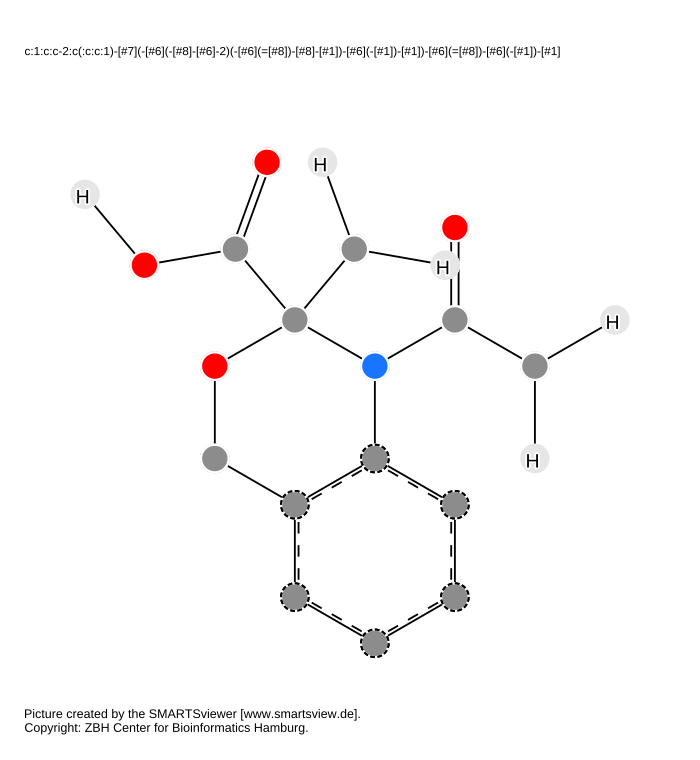 c:1:c:c-2:c(:c:c:1)-[#7](-[#6](-[#8]-[#6]-2)(-[#6](=[#8])-[#8]-[#1])-[#6](-[#1])-[#1])-[#6](=[#8])-[#6](-[#1])-[#1]
H
H
H
H
H
Picture created by the SMARTSviewer [www.smartsview.de].
Copyright: ZBH Center for Bioinformatics Hamburg.